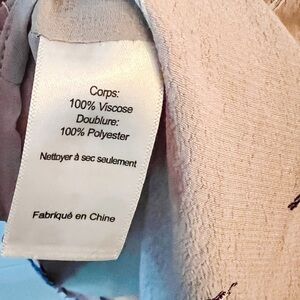 Corps:
100% Viscose
Doublure:
100% Polyester
Nettoyer à sec seulement
Fabriqué en Chine